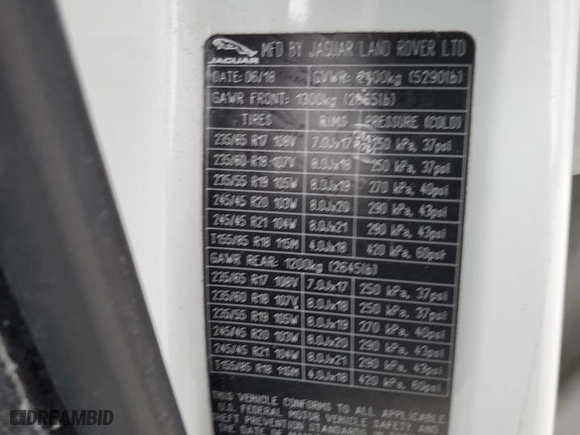 JAGUAR
MFD BY JAGUAR LAND ROVER LTD
DATE: 06/18 GVWR: 2400kg (5290lb)
GAWR FRONT: 1300kg (2865lb)
TIRES RIMS PRESSURE (COLD)
235/65 R17 108V 7.0Jx17 250 kPa, 37psi
235/60 R18 107V 8.0Jx18 250 kPa, 37psi
235/55 R19 105W 8.0Jx19 270 kPa, 40psi
245/45 R20 103W 8.0Jx20 290 kPa, 43psi
245/45 R21 104W 8.0Jx21 290 kPa, 43psi
T155/85 R18 115M 4.0Jx18 420 kPa, 60psi
GAWR REAR: 1200kg (2645lb)
235/65 R17 108V 7.0Jx17 250 kPa, 37psi
235/60 R18 107V 8.0Jx18 250 kPa, 37psi
235/55 R19 105W 8.0Jx19 270 kPa, 40psi
245/45 R20 103W 8.0Jx20 290 kPa, 43psi
245/45 R21 104W 8.0Jx21 290 kPa, 43psi
T155/85 R18 115M 4.0Jx18 420 kPa, 60psi
THIS VEHICLE CONFORMS TO ALL
U.S. FEDERAL MOTOR VEHICLE SAFETY AND
THEFT PREVENTION STANDARDS IN
DATE OF
DREAMBID